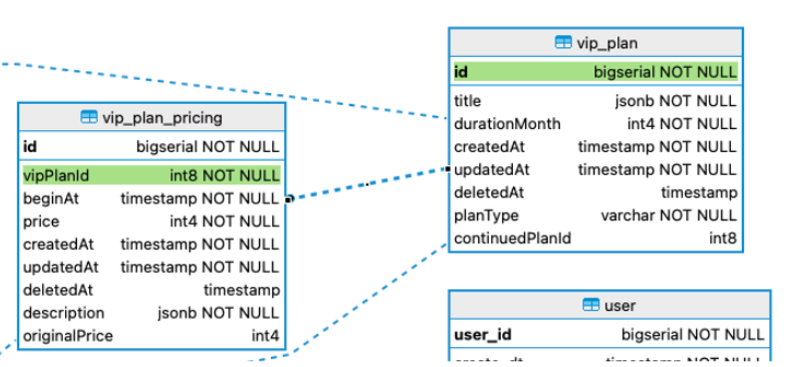 vip_plan
id bigserial NOT NULL
title jsonb NOT NULL
durationMonth int4 NOT NULL
createdAt timestamp NOT NULL
updatedAt timestamp NOT NULL
deletedAt timestamp
planType varchar NOT NULL
continuedPlanId int8
vip_plan_pricing
id bigserial NOT NULL
vipPlanId int8 NOT NULL
beginAt timestamp NOT NULL
price int4 NOT NULL
createdAt timestamp NOT NULL
updatedAt timestamp NOT NULL
deletedAt timestamp
description jsonb NOT NULL
originalPrice int4
user
user_id bigserial NOT NULL